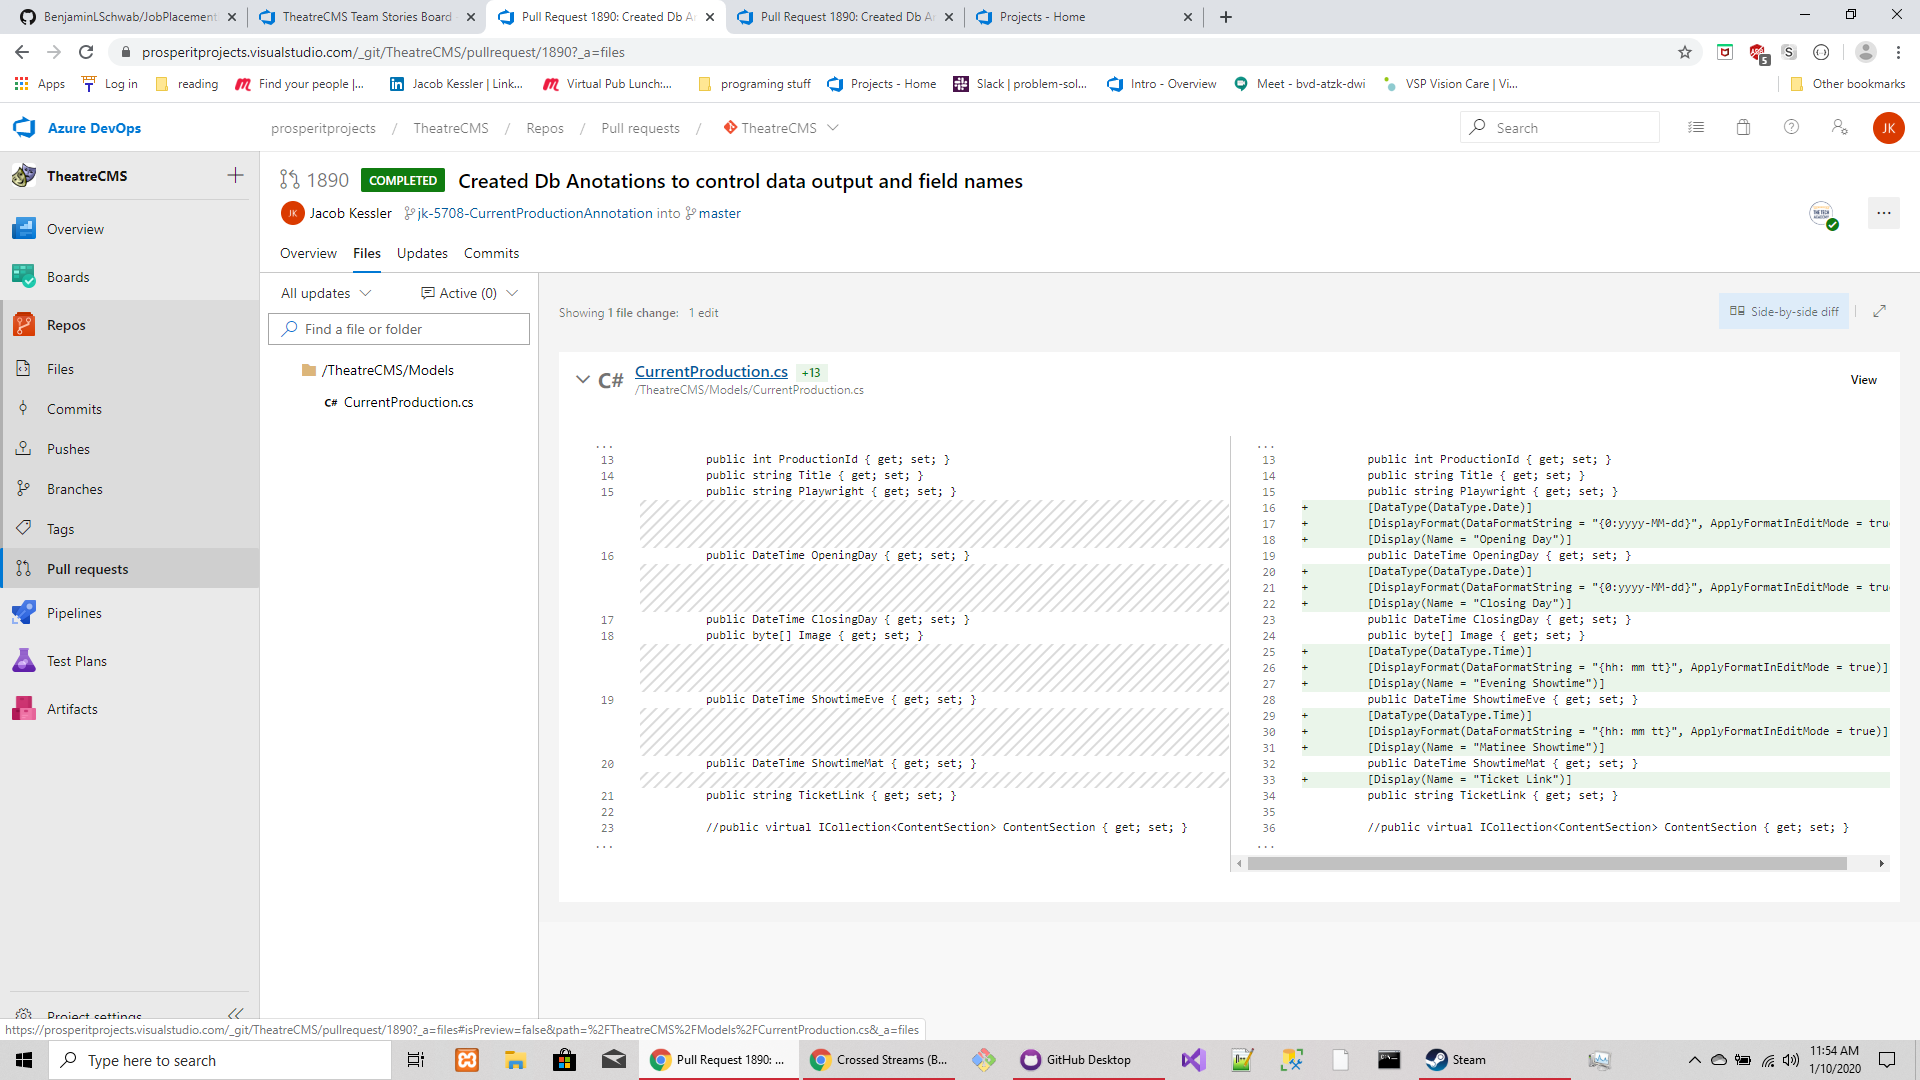 BenjaminLSchwab/JobPlacement
TheatreCMS Team Stories Board
Pull Request 1890: Created Db A
Pull Request 1890: Created Db A
Projects - Home
prosperitprojects.visualstudio.com/_git/TheatreCMS/pullrequest/1890?_a=files
5
S
Apps
Log in
reading
Find your people |...
Jacob Kessler | Link...
Virtual Pub Lunch:...
programing stuff
Projects - Home
Slack | problem-sol...
Intro - Overview
Meet - bvd-atzk-dwi
VSP Vision Care | Vi...
Other bookmarks
Azure DevOps
prosperitprojects / TheatreCMS / Repos / Pull requests / TheatreCMS
Search
JK
TheatreCMS
Overview
Boards
Repos
Files
Commits
Pushes
Branches
Tags
Pull requests
Pipelines
Test Plans
Artifacts
Project settings
1890 COMPLETED Created Db Anotations to control data output and field names
JK Jacob Kessler jk-5708-CurrentProductionAnnotation into master
Overview Files Updates Commits
All updates
Active (0)
Find a file or folder
/TheatreCMS/Models
C# CurrentProduction.cs
Showing 1 file change: 1 edit
Side-by-side diff
C# CurrentProduction.cs +13
/TheatreCMS/Models/CurrentProduction.cs
View
...
13 public int ProductionId { get; set; }
14 public string Title { get; set; }
15 public string Playwright { get; set; }
16 public DateTime OpeningDay { get; set; }
17 public DateTime ClosingDay { get; set; }
18 public byte[] Image { get; set; }
19 public DateTime ShowtimeEve { get; set; }
20 public DateTime ShowtimeMat { get; set; }
21 public string TicketLink { get; set; }
22
23 //public virtual ICollection<ContentSection> ContentSection { get; set; }
...
...
13 public int ProductionId { get; set; }
14 public string Title { get; set; }
15 public string Playwright { get; set; }
16 + [DataType(DataType.Date)]
17 + [DisplayFormat(DataFormatString = "{0:yyyy-MM-dd}", ApplyFormatInEditMode = tru
18 + [Display(Name = "Opening Day")]
19 public DateTime OpeningDay { get; set; }
20 + [DataType(DataType.Date)]
21 + [DisplayFormat(DataFormatString = "{0:yyyy-MM-dd}", ApplyFormatInEditMode = tru
22 + [Display(Name = "Closing Day")]
23 public DateTime ClosingDay { get; set; }
24 public byte[] Image { get; set; }
25 + [DataType(DataType.Time)]
26 + [DisplayFormat(DataFormatString = "{hh: mm tt}", ApplyFormatInEditMode = true)]
27 + [Display(Name = "Evening Showtime")]
28 public DateTime ShowtimeEve { get; set; }
29 + [DataType(DataType.Time)]
30 + [DisplayFormat(DataFormatString = "{hh: mm tt}", ApplyFormatInEditMode = true)]
31 + [Display(Name = "Matinee Showtime")]
32 public DateTime ShowtimeMat { get; set; }
33 + [Display(Name = "Ticket Link")]
34 public string TicketLink { get; set; }
35
36 //public virtual ICollection<ContentSection> ContentSection { get; set; }
...
https://prosperitprojects.visualstudio.com/_git/TheatreCMS/pullrequest/1890?_a=files#isPreview=false&path=%2FTheatreCMS%2FModels%2FCurrentProduction.cs&_a=files
Type here to search
Pull Request 1890: ...
Crossed Streams (B...
GitHub Desktop
Steam
11:54 AM
1/10/2020